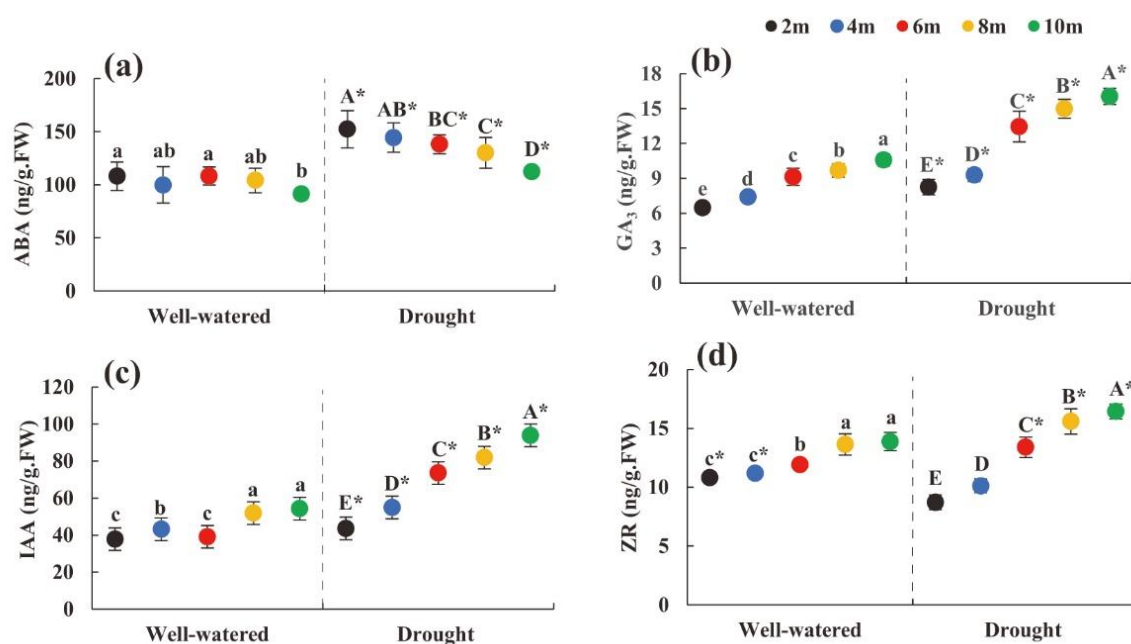 2m 4m 6m 8m 10m
(a)
ABA (ng/g.FW)
200
150
100
50
0
a ab a ab b
A* AB* BC* C* D*
Well-watered Drought
(b)
GA3 (ng/g.FW)
18
15
12
9
6
3
0
e d c b a
E* D* C* B* A*
Well-watered Drought
(c)
IAA (ng/g.FW)
120
100
80
60
40
20
0
c b c a a
E* D* C* B* A*
Well-watered Drought
(d)
ZR (ng/g.FW)
20
15
10
5
0
c* c* b a a
E D C* B* A*
Well-watered Drought